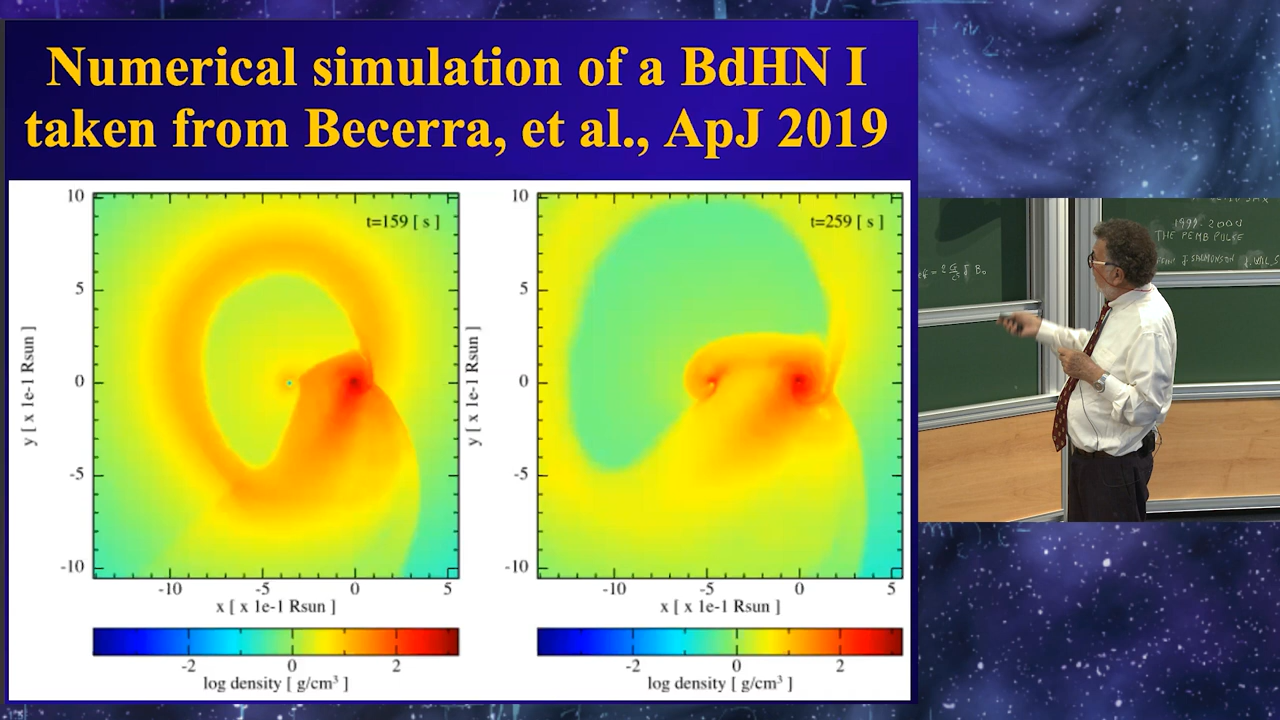 Numerical simulation of a BdHN I
taken from Becerra, et al., ApJ 2019
t=159 [ s ]
10
5
0
-5
-10
y [ x 1e-1 Rsun ]
-10 -5 0 5
x [ x 1e-1 Rsun ]
-2 0 2
log density [ g/cm³ ]
t=259 [ s ]
10
5
0
-5
-10
y [ x 1e-1 Rsun ]
-10 -5 0 5
x [ x 1e-1 Rsun ]
-2 0 2
log density [ g/cm³ ]
1999-2000
THE PEMB PULSE
J SALMONSON